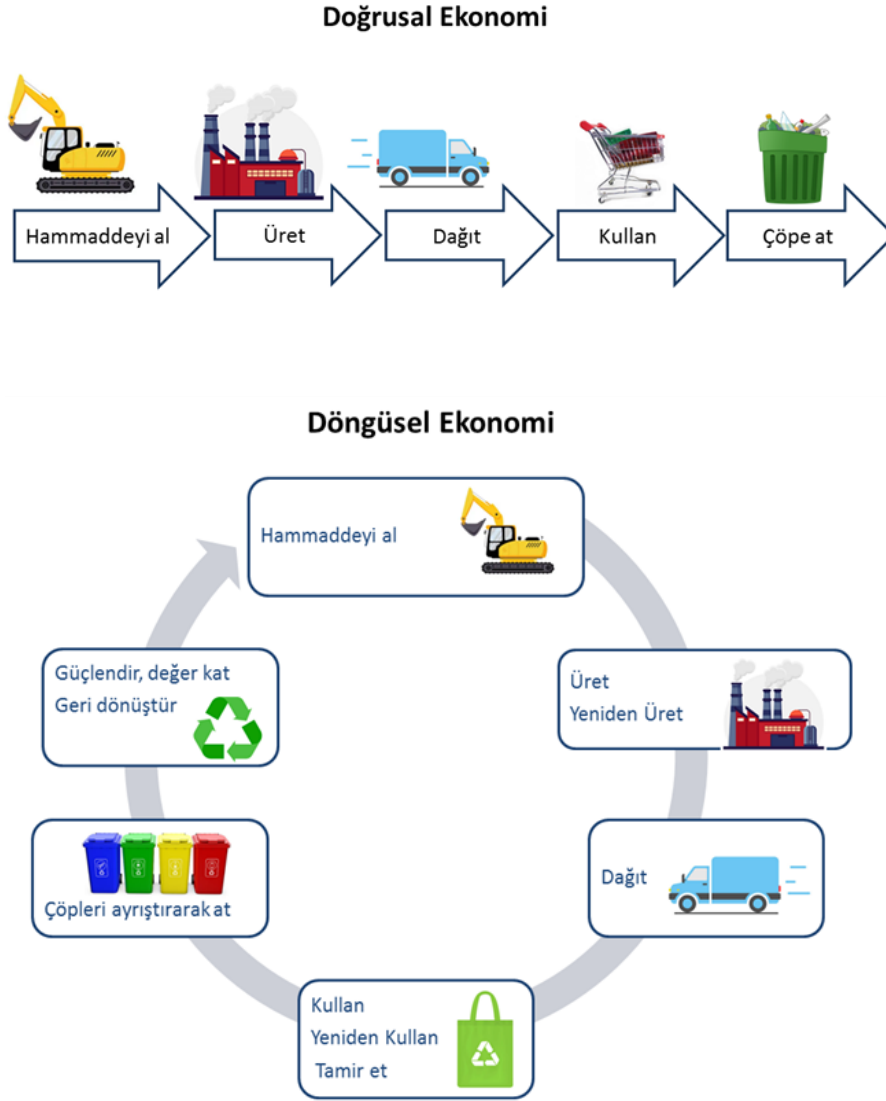 Doğrusal Ekonomi
Hammaddeyi al
Üret
Dağıt
Kullan
Çöpe at
Döngüsel Ekonomi
Hammaddeyi al
Üret
Yeniden Üret
Dağıt
Kullan
Yeniden Kullan
Tamir et
Çöpleri ayrıştırarak at
Güçlendir, değer kat
Geri dönüştür